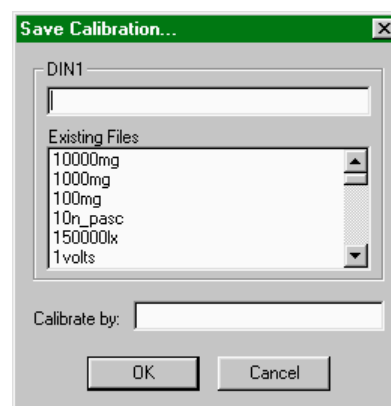 Save Calibration...
DIN1
Existing Files
10000mg
1000mg
100mg
10n_pasc
150000lx
1volts
Calibrate by:
OK
Cancel